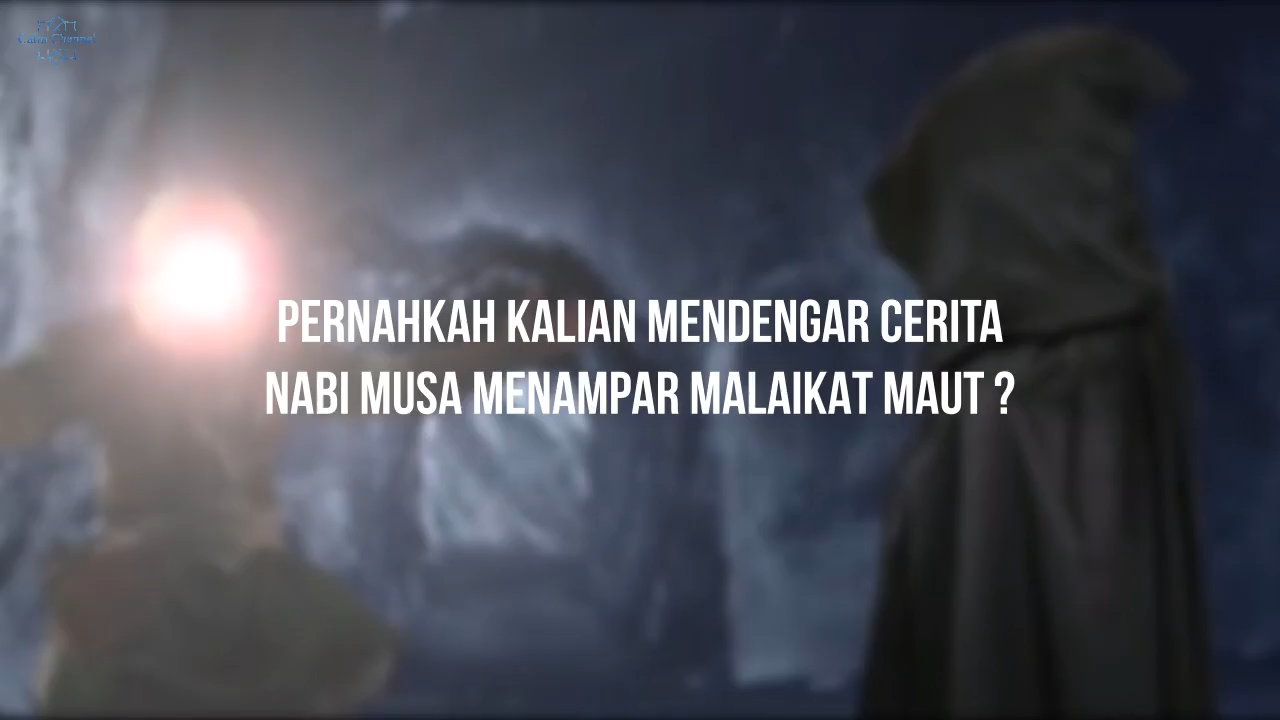 PERNAHKAH KALIAN MENDENGAR CERITA
NABI MUSA MENAMPAR MALAIKAT MAUT ?